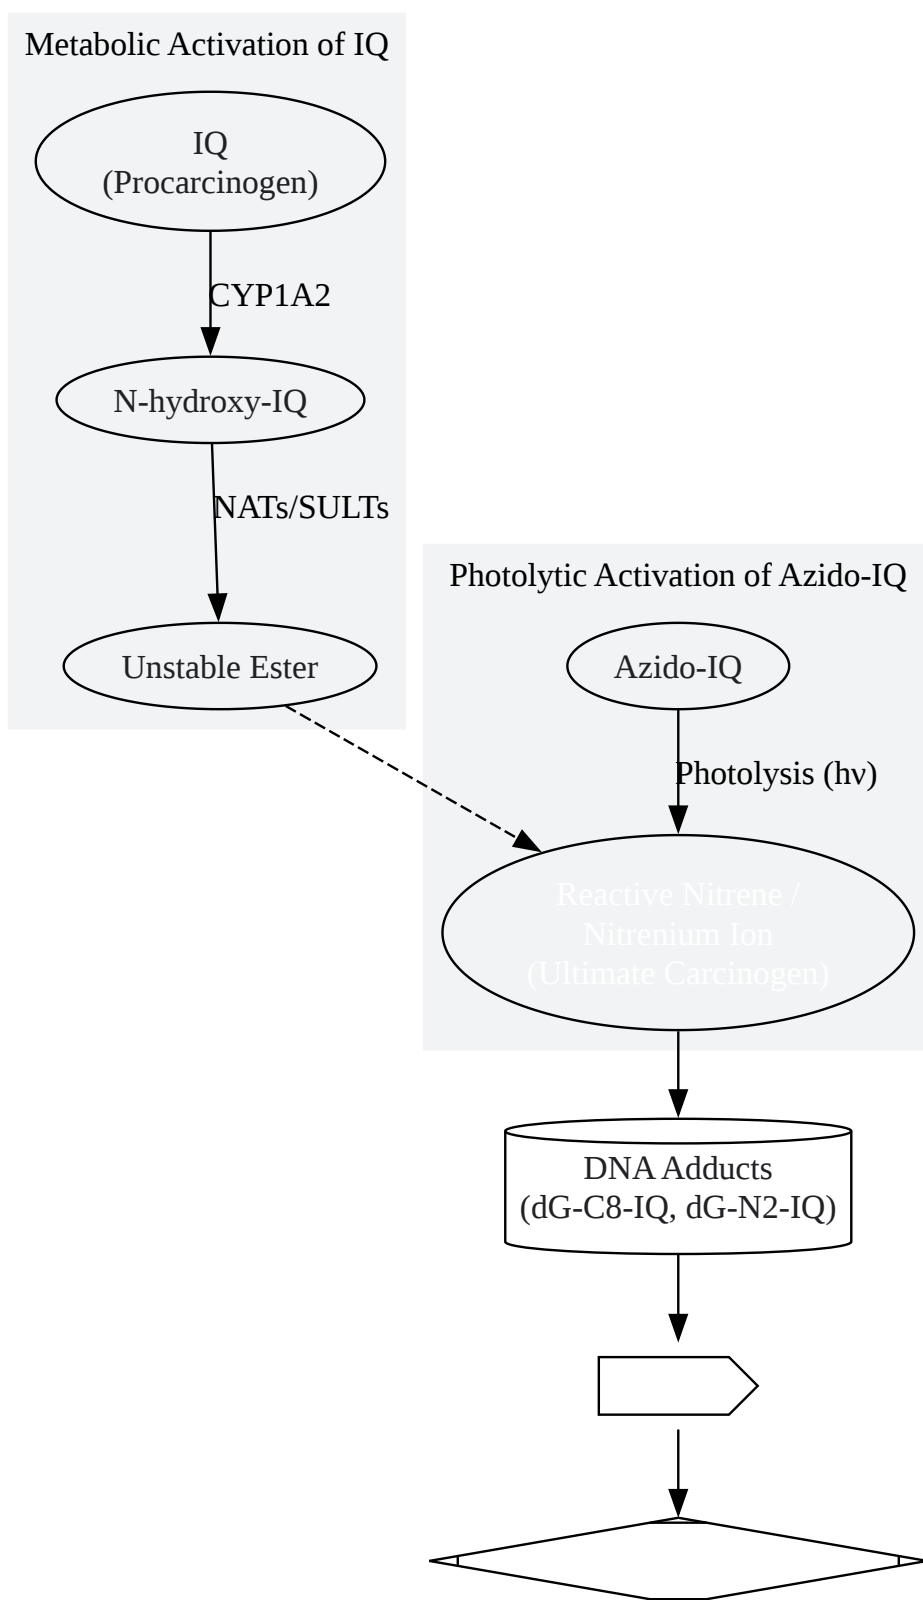 Metabolic Activation of IQ
IQ
(Procarcinogen)
CYP1A2
N-hydroxy-IQ
NATs/SULTs
Unstable Ester
Photolytic Activation of Azido-IQ
Azido-IQ
Photolysis (hν)
Reactive Nitrene /
Nitrenium Ion
(Ultimate Carcinogen)
DNA Adducts
(dG-C8-IQ, dG-N2-IQ)